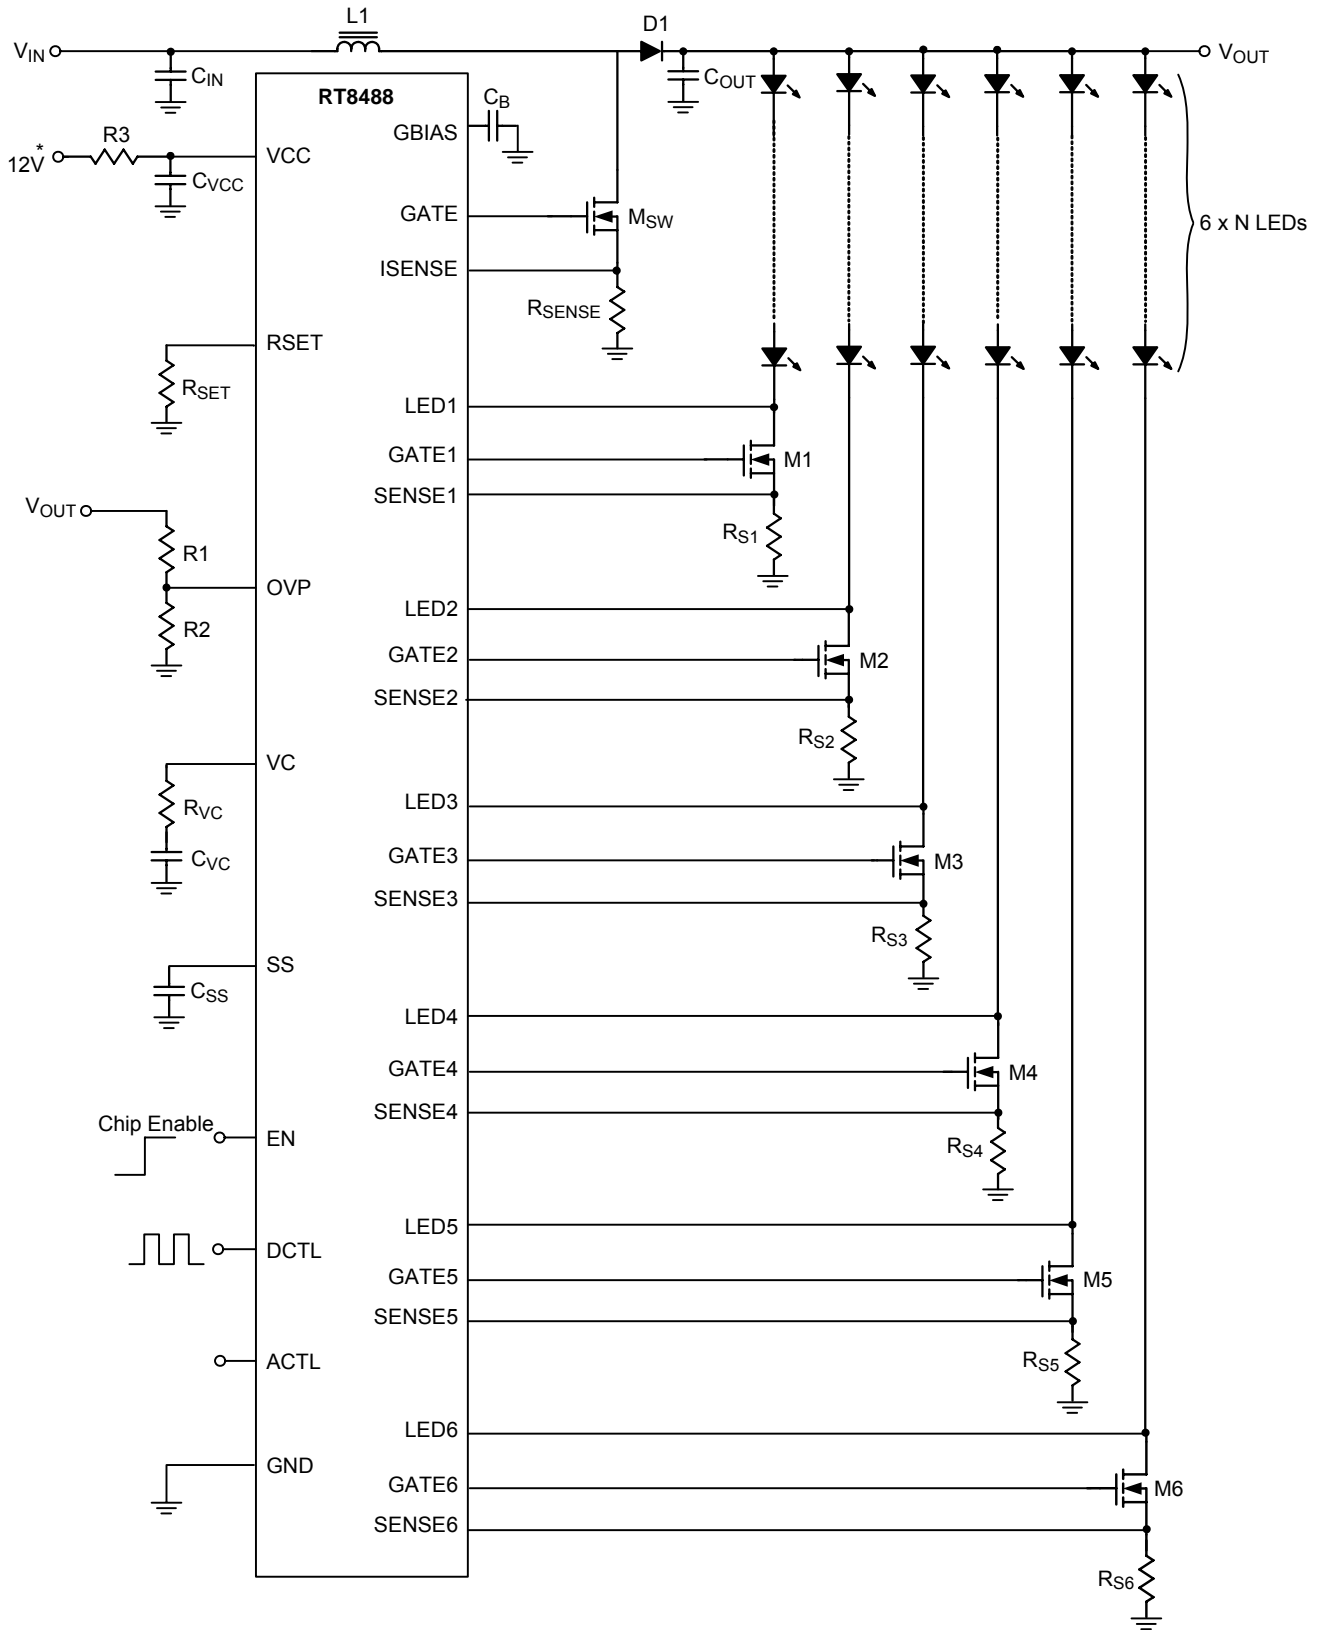 L1
D1
VIN
VOUT
CIN
COUT
RT8488
CB
GBIAS
R3
*
12V
VCC
CVCC
GATE
MSW
6 x N LEDs
ISENSE
RSENSE
RSET
RSET
LED1
GATE1
M1
SENSE1
VOUT
RS1
R1
OVP
R2
LED2
GATE2
M2
SENSE2
RS2
VC
RVC
LED3
CVC
GATE3
M3
SENSE3
RS3
SS
CSS
LED4
GATE4
M4
SENSE4
Chip Enable
EN
RS4
LED5
DCTL
GATE5
M5
SENSE5
ACTL
RS5
LED6
GND
GATE6
M6
SENSE6
RS6